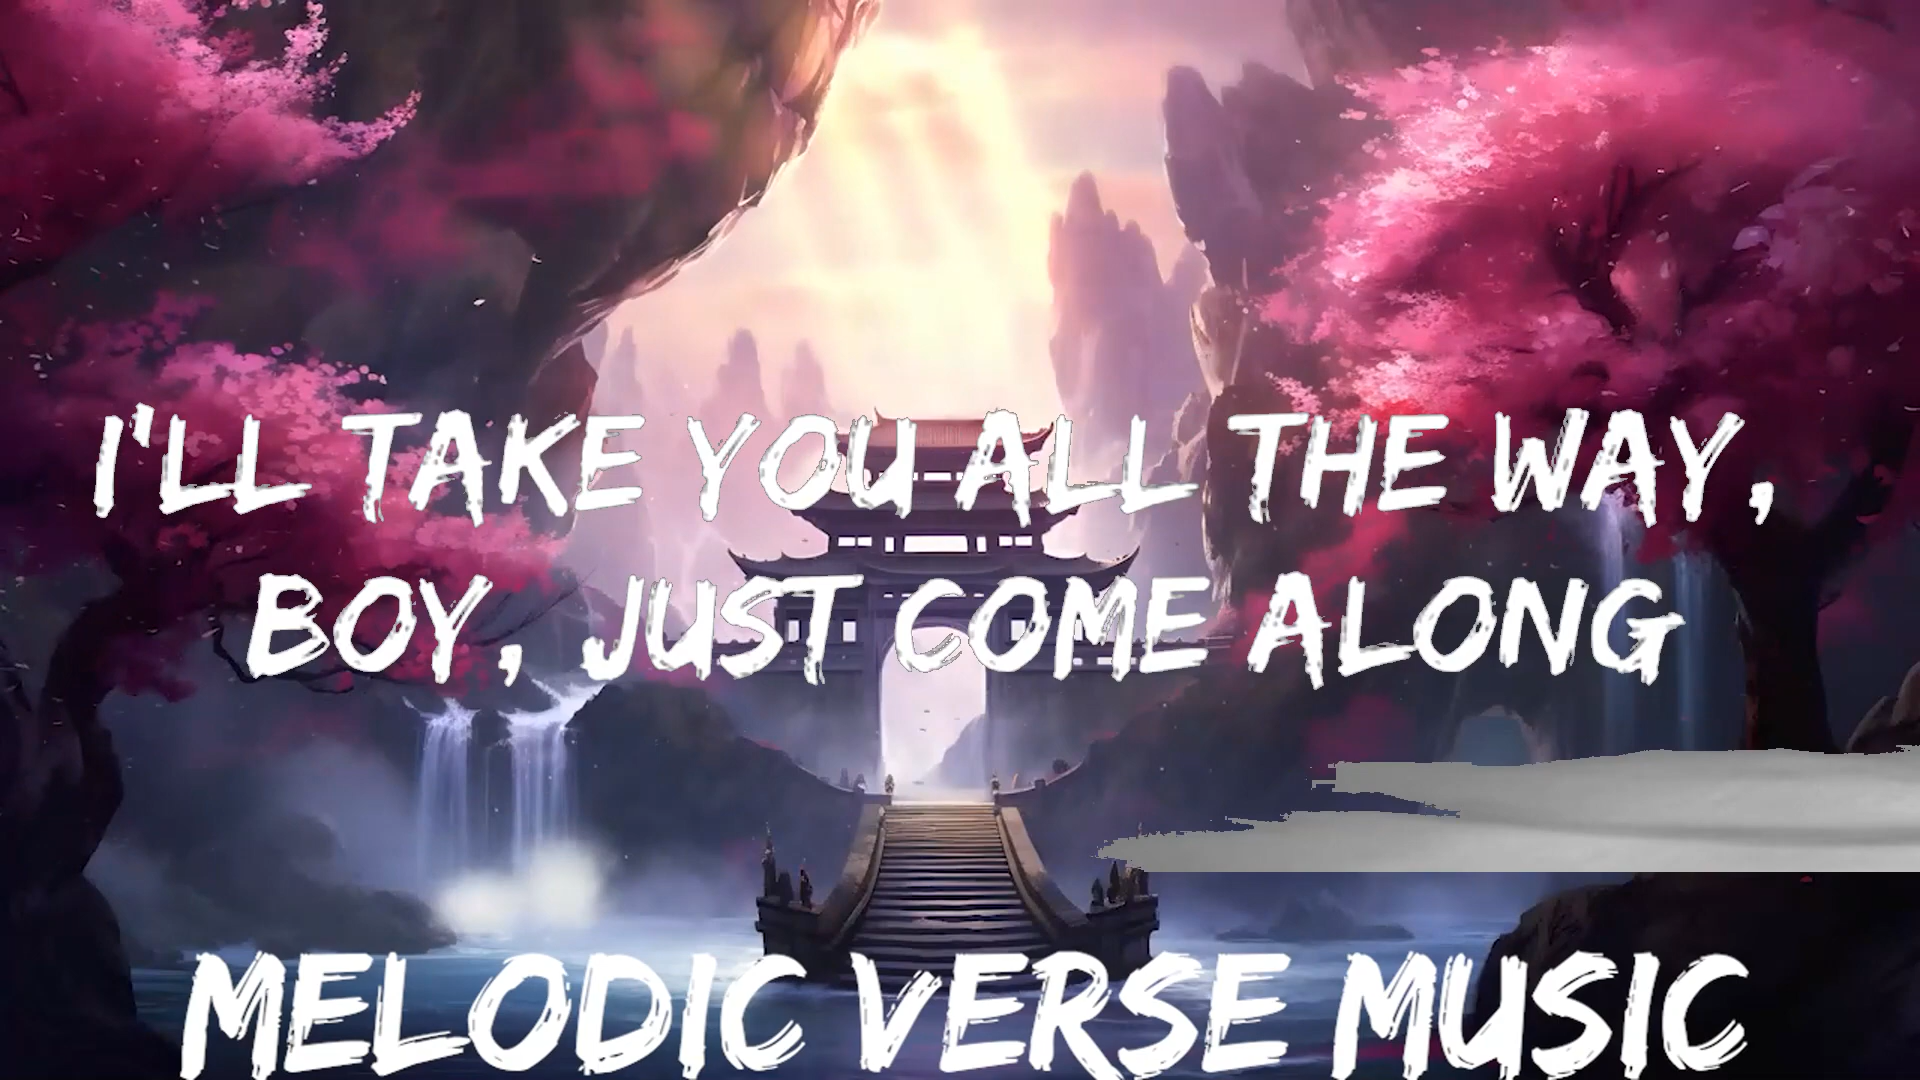 I'LL TAKE YOU ALL THE WAY,
BOY, JUST COME ALONG
MELODIC VERSE MUSIC